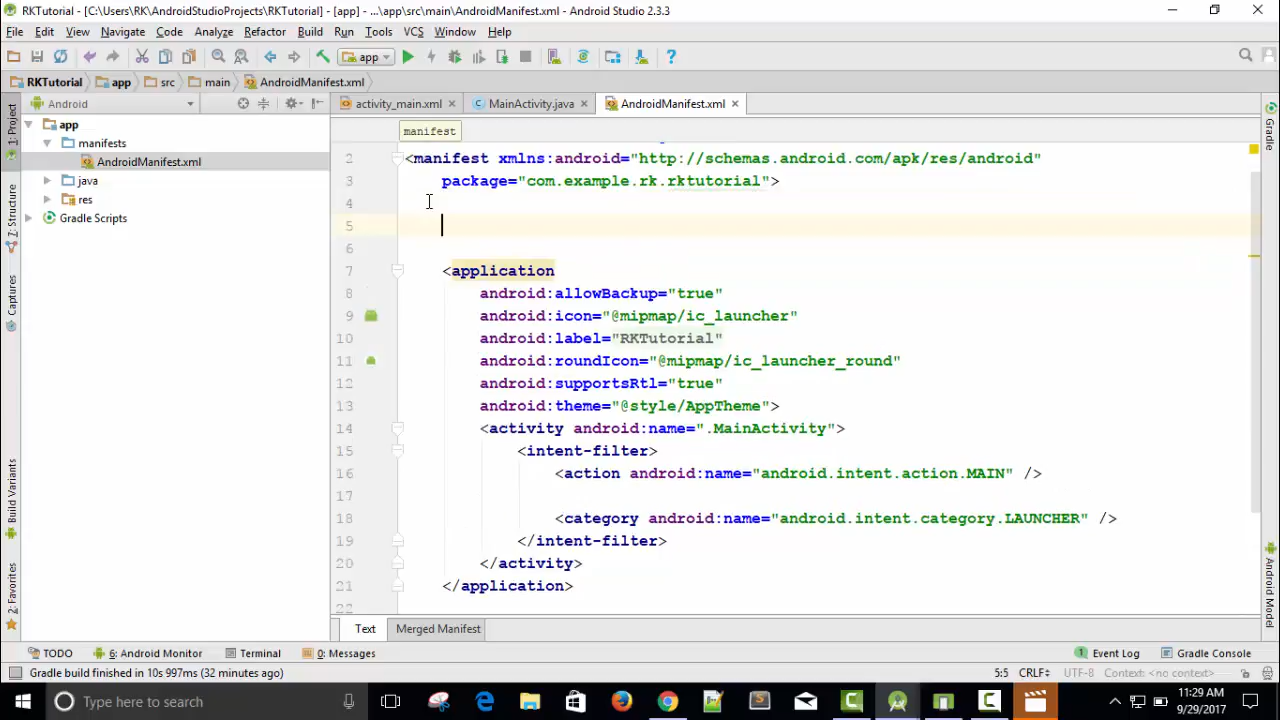 RKTutorial - [C:\Users\RK\AndroidStudioProjects\RKTutorial] - [app] - ...\app\src\main\AndroidManifest.xml - Android Studio 2.3.3
File Edit View Navigate Code Analyze Refactor Build Run Tools VCS Window Help
app
RKTutorial app src main AndroidManifest.xml
Android
activity_main.xml MainActivity.java AndroidManifest.xml
1: Project
Z: Structure
Captures
Build Variants
2: Favorites
app
manifests
AndroidManifest.xml
java
res
Gradle Scripts
manifest
2 <manifest xmlns:android="http://schemas.android.com/apk/res/android"
3 package="com.example.rk.rktutorial">
4
5
6
7 <application
8 android:allowBackup="true"
9 android:icon="@mipmap/ic_launcher"
10 android:label="RKTutorial"
11 android:roundIcon="@mipmap/ic_launcher_round"
12 android:supportsRtl="true"
13 android:theme="@style/AppTheme">
14 <activity android:name=".MainActivity">
15 <intent-filter>
16 <action android:name="android.intent.action.MAIN" />
17
18 <category android:name="android.intent.category.LAUNCHER" />
19 </intent-filter>
20 </activity>
21 </application>
22
Gradle
Android Model
Text Merged Manifest
TODO 6: Android Monitor Terminal 0: Messages 1 Event Log Gradle Console
Gradle build finished in 10s 997ms (32 minutes ago) 5:5 CRLF÷ UTF-8 Context: <no context>
Type here to search
11:29 AM
9/29/2017